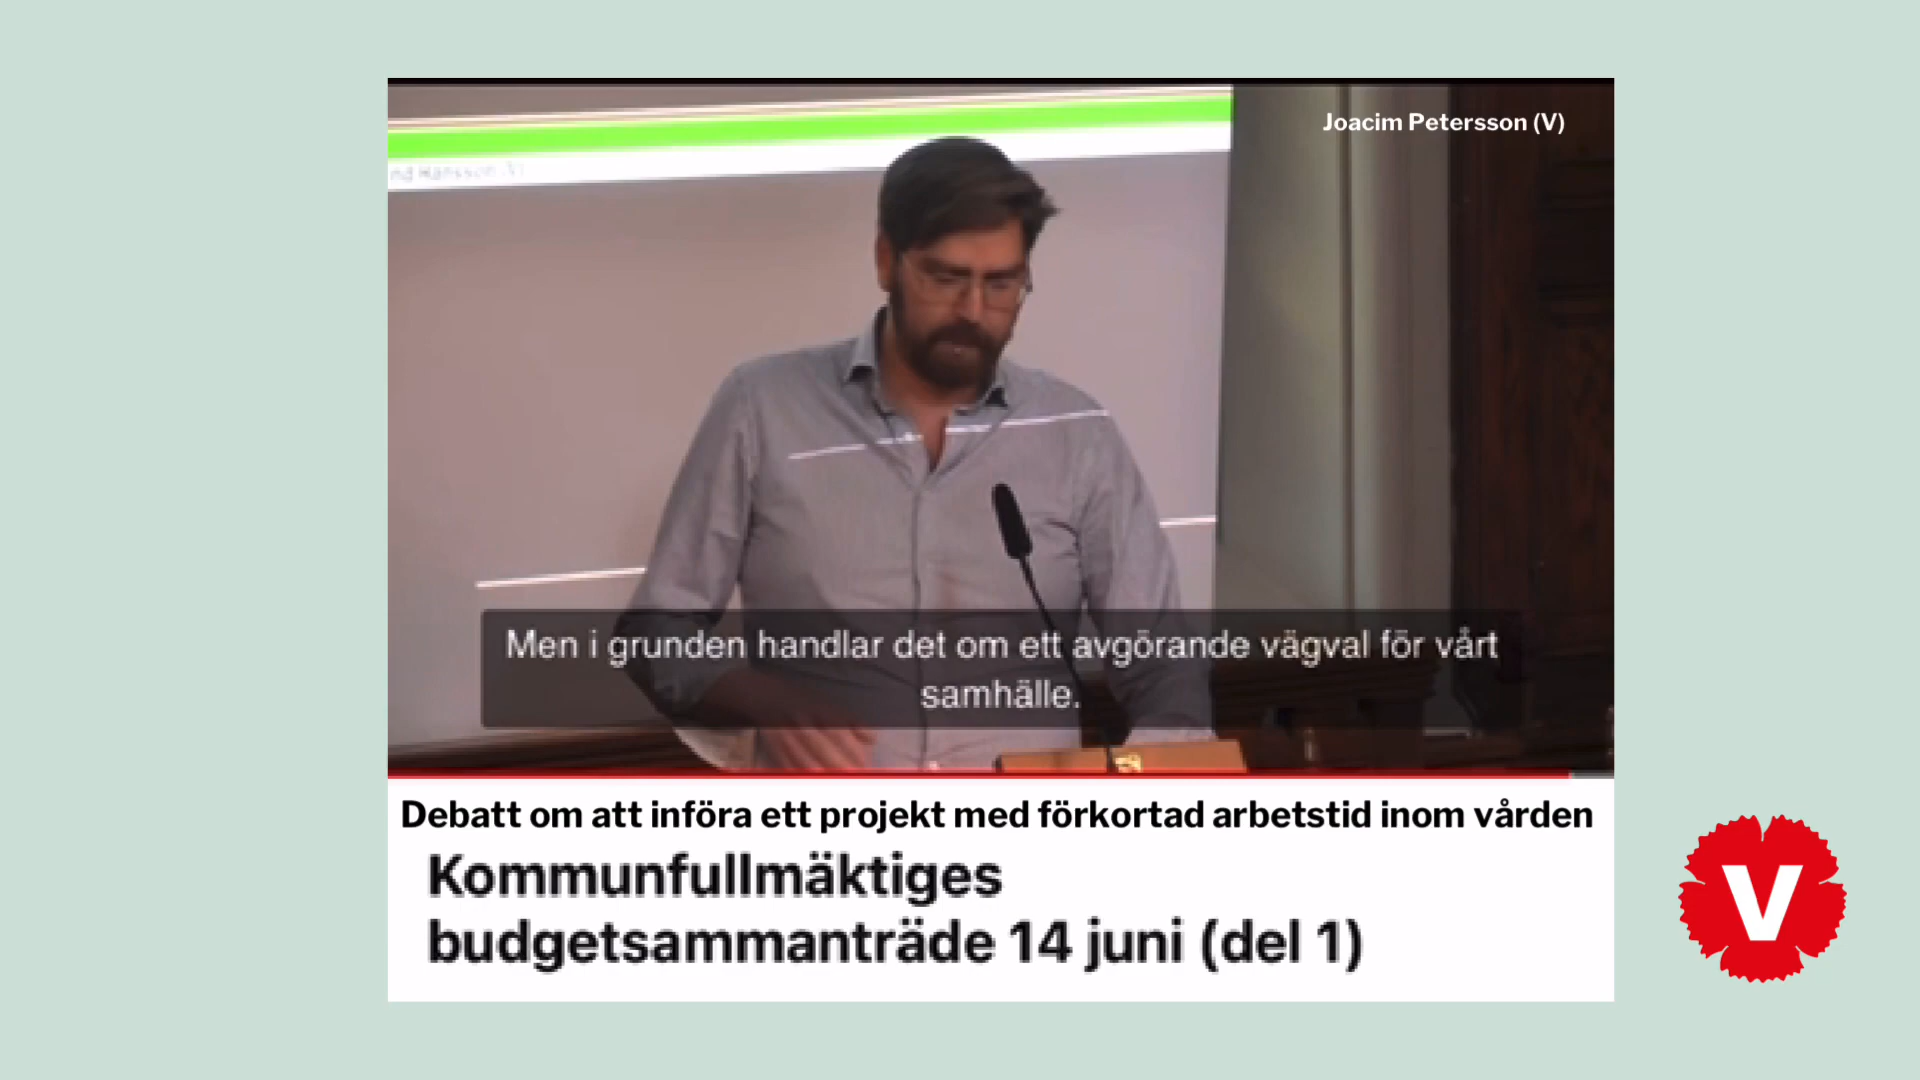 Joacim Petersson (V)
Men i grunden handlar det om ett avgörande vägval för vårt
samhälle.
Debatt om att införa ett projekt med förkortad arbetstid inom vården
Kommunfullmäktiges
budgetsammanträde 14 juni (del 1)
V